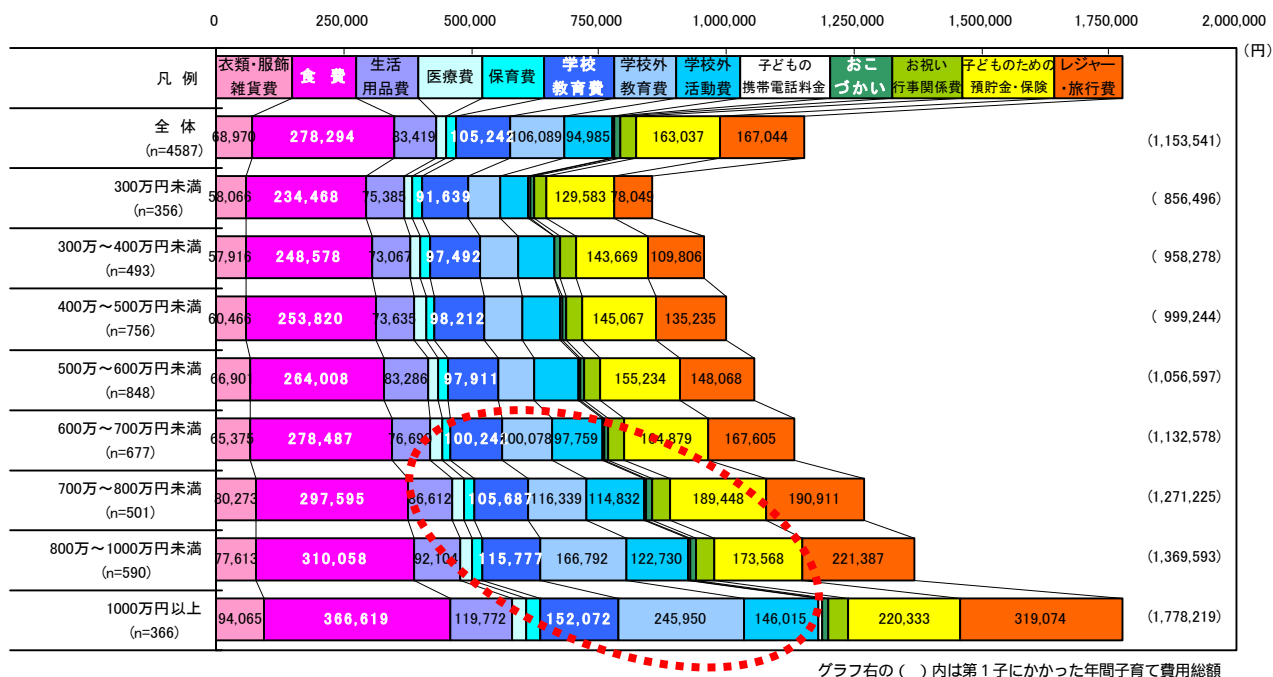 0 250,000 500,000 750,000 1,000,000 1,250,000 1,500,000 1,750,000 2,000,000
(円)
凡 例
衣類・服飾
雑貨費
食 費
生活
用品費
医療費
保育費
学校
教育費
学校外
教育費
学校外
活動費
子どもの
携帯電話料金
おこ
づかい
お祝い
行事関係費
子どものための
預貯金・保険
レジャー
・旅行費
全 体
(n=4587)
68,970 278,294 83,419 105,242 106,089 94,985 163,037 167,044 (1,153,541)
300万円未満
(n=356)
58,066 234,468 75,385 91,639 129,583 78,049 ( 856,496)
300万~400万円未満
(n=493)
57,916 248,578 73,067 97,492 143,669 109,806 ( 958,278)
400万~500万円未満
(n=756)
60,466 253,820 73,635 98,212 145,067 135,235 ( 999,244)
500万~600万円未満
(n=848)
66,901 264,008 83,286 97,911 155,234 148,068 (1,056,597)
600万~700万円未満
(n=677)
65,375 278,487 100,078 97,759 167,605 (1,132,578)
700万~800万円未満
(n=501)
80,273 297,595 86,612 105,687 116,339 114,832 189,448 190,911 (1,271,225)
800万~1000万円未満
(n=590)
77,613 310,058 92,104 115,777 166,792 122,730 173,568 221,387 (1,369,593)
1000万円以上
(n=366)
94,065 366,619 119,772 152,072 245,950 146,015 220,333 319,074 (1,778,219)
グラフ右の( )内は第1子にかかった年間子育て費用総額